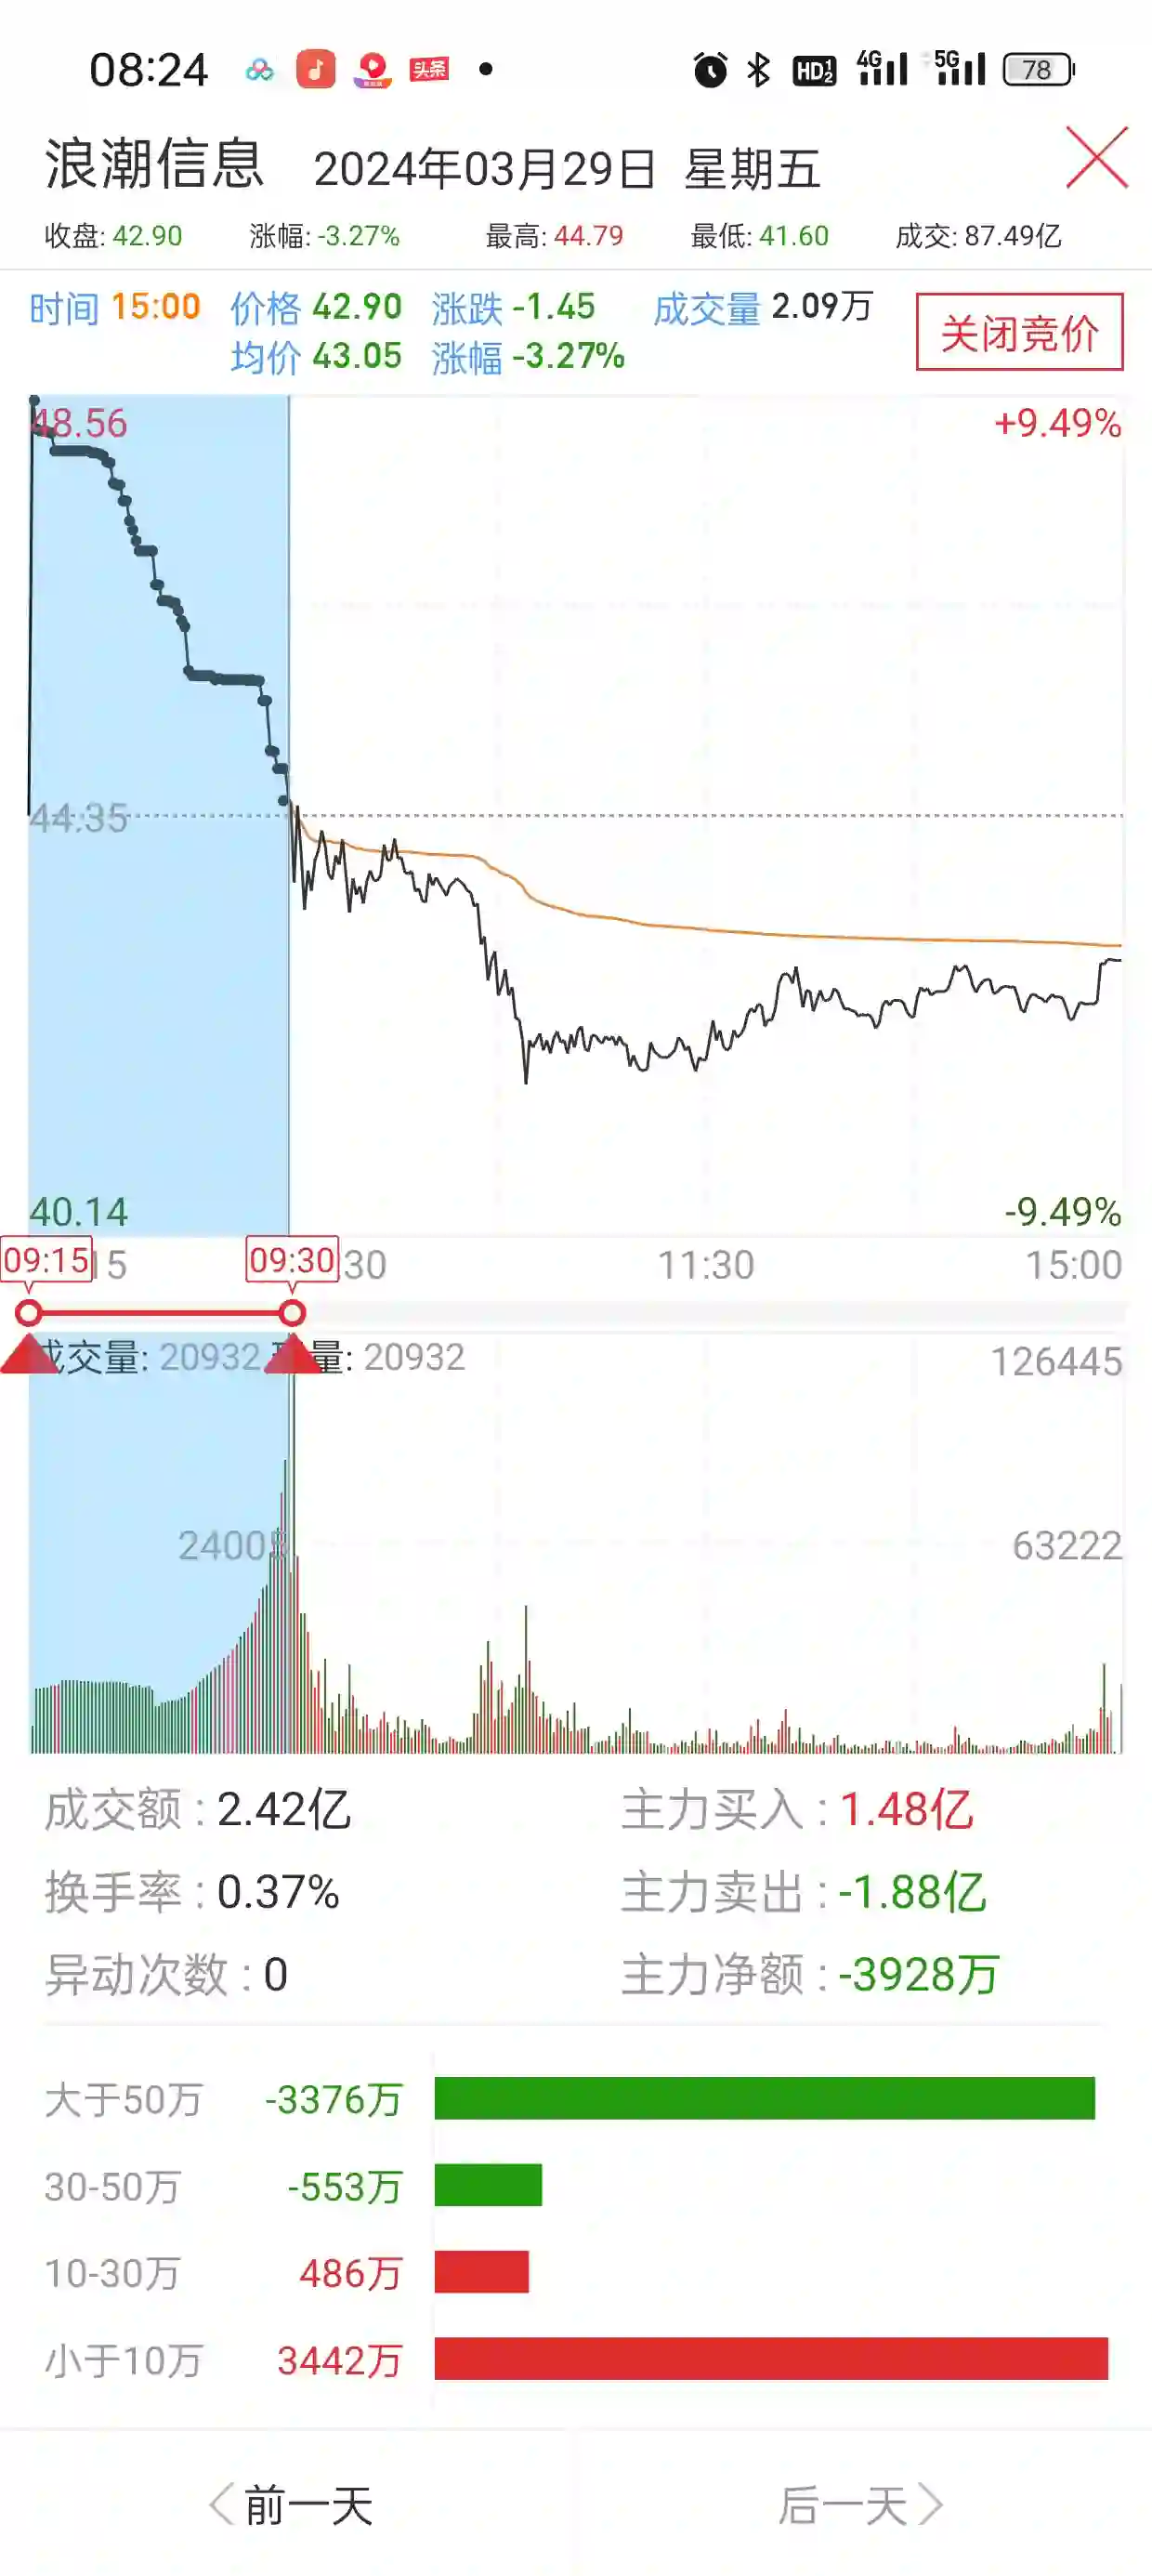 08:24 头条 HD 1 2 4G 5G 78
浪潮信息 2024年03月29日 星期五
收盘: 42.90 涨幅: -3.27% 最高: 44.79 最低: 41.60 成交: 87.49亿
时间 15:00 价格 42.90 涨跌 -1.45 成交量 2.09万
均价 43.05 涨幅 -3.27%
关闭竞价
48.56 +9.49%
44.35
40.14 -9.49%
09:15 5 09:30 30 11:30 15:00
成交量: 20932 量: 20932 126445
24005 63222
成交额 : 2.42亿 主力买入 : 1.48亿
换手率 : 0.37% 主力卖出 : -1.88亿
异动次数 : 0 主力净额 : -3928万
大于50万 -3376万
30-50万 -553万
10-30万 486万
小于10万 3442万
前一天 后一天